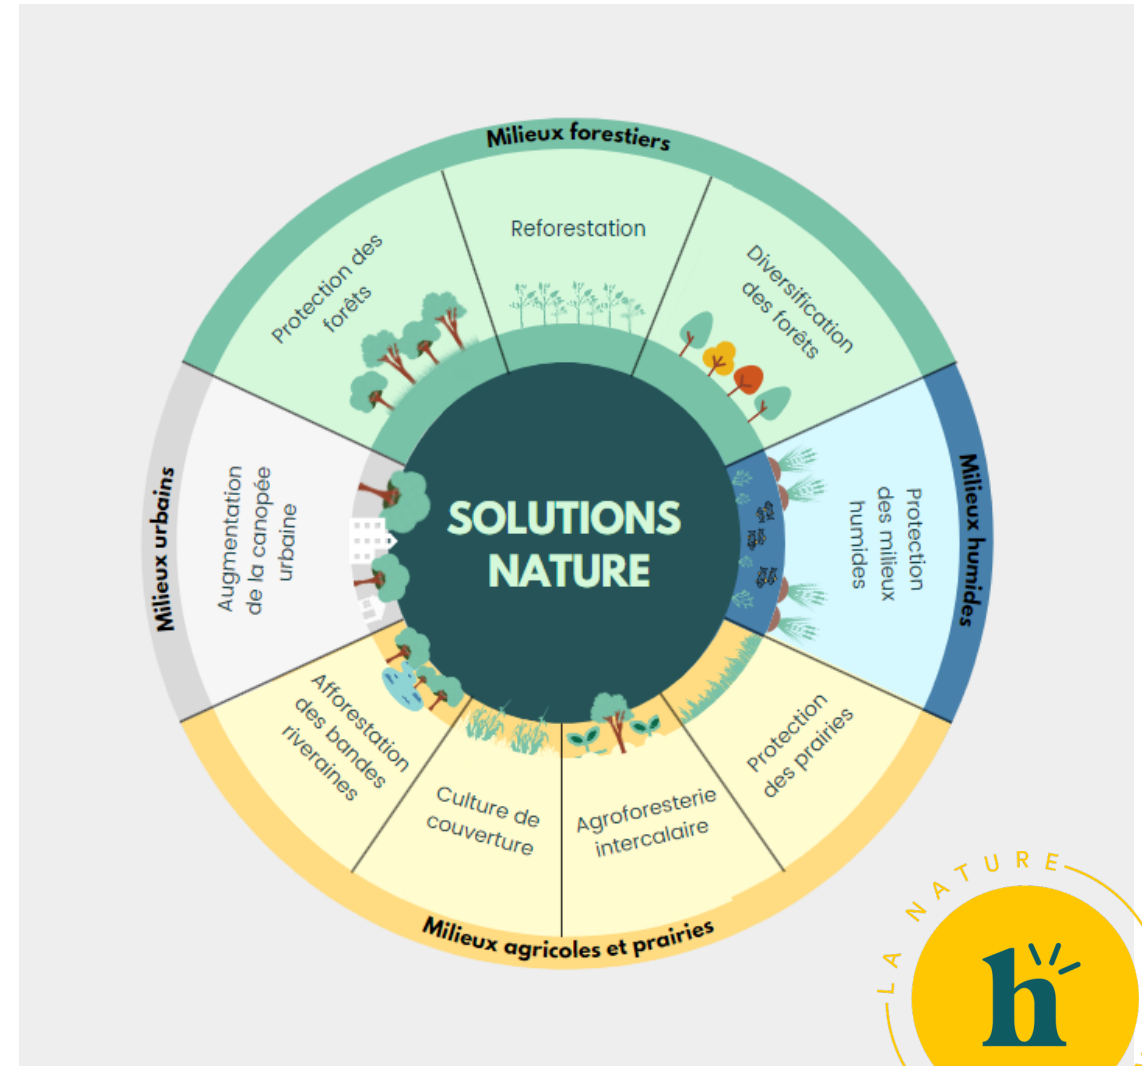 Milieux forestiers
Protection des
forêts
Reforestation
Diversification
des forêts
Milieux urbains
Augmentation
de la canopée
urbaine
SOLUTIONS
NATURE
Protection
des milieux
humides
Milieux humides
Afforestation
des bandes
riveraines
Culture de
couverture
Agroforesterie
intercalaire
Protection
des prairies
Milieux agricoles et prairies
LA NATURE
h